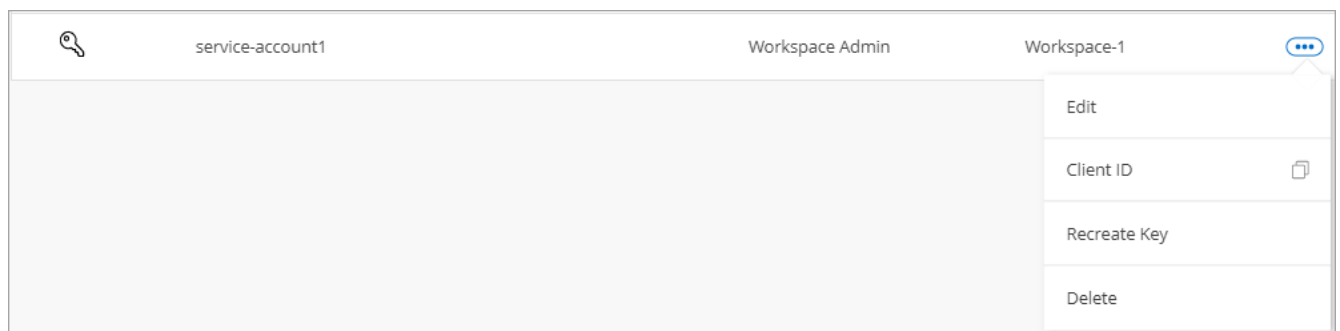 service-account1 Workspace Admin Workspace-1
Edit
Client ID
Recreate Key
Delete